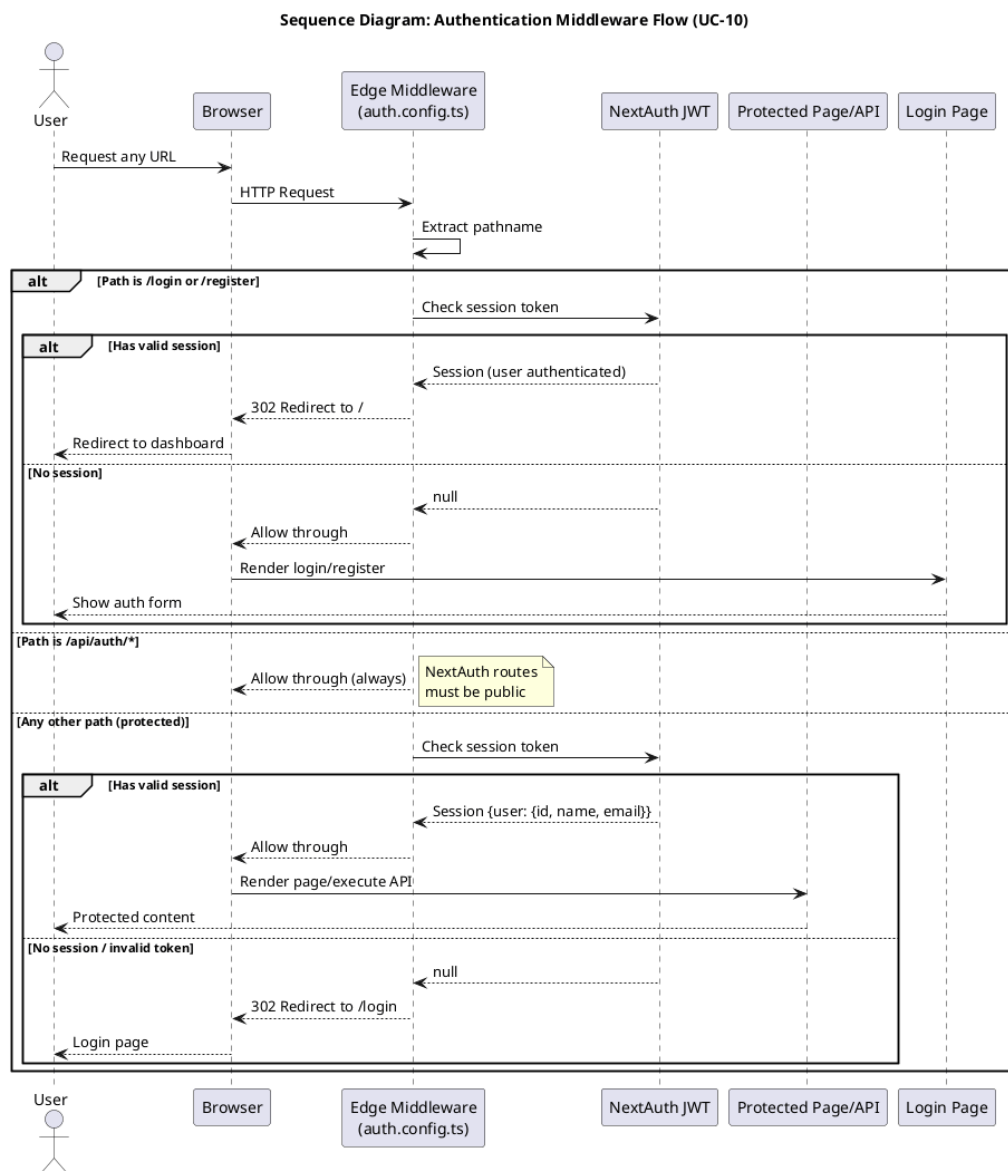 Sequence Diagram: Authentication Middleware Flow (UC-10)
User
Browser
Edge Middleware
(auth.config.ts)
NextAuth JWT
Protected Page/API
Login Page
Request any URL
HTTP Request
Extract pathname
alt [Path is /login or /register]
Check session token
alt [Has valid session]
Session (user authenticated)
302 Redirect to /
Redirect to dashboard
[No session]
null
Allow through
Render login/register
Show auth form
[Path is /api/auth/*]
Allow through (always)
NextAuth routes
must be public
[Any other path (protected)]
Check session token
alt [Has valid session]
Session {user: {id, name, email}}
Allow through
Render page/execute API
Protected content
[No session / invalid token]
null
302 Redirect to /login
Login page
User
Browser
Edge Middleware
(auth.config.ts)
NextAuth JWT
Protected Page/API
Login Page